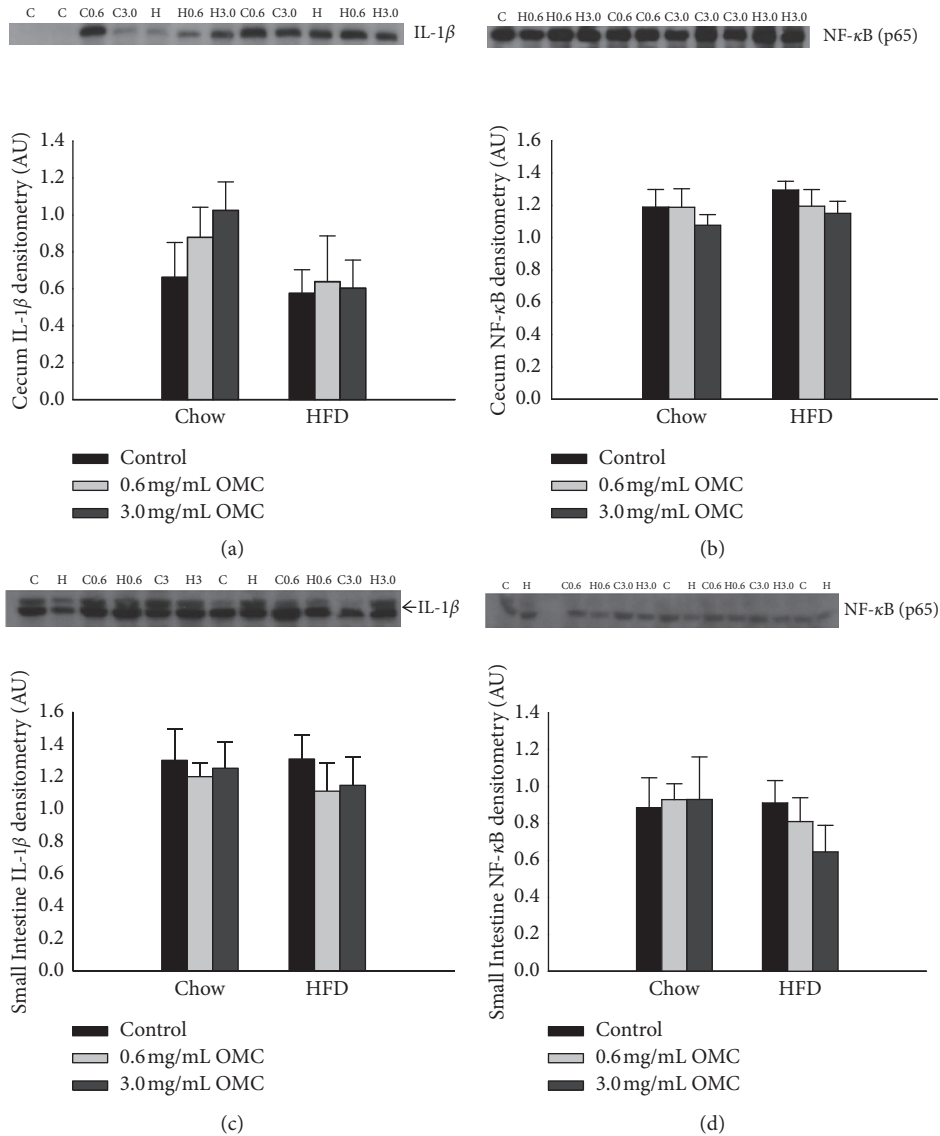 C C C0.6 C3.0 H H0.6 H3.0 C0.6 C3.0 H H0.6 H3.0
IL-1β
Cecum IL-1β densitometry (AU)
1.4
1.2
1.0
0.8
0.6
0.4
0.2
0.0
Chow HFD
Control
0.6 mg/mL OMC
3.0 mg/mL OMC
(a)
C H0.6 H0.6 H3.0 C0.6 C0.6 C3.0 C3.0 C3.0 H3.0 H3.0
NF-κB (p65)
Cecum NF-κB densitometry (AU)
1.6
1.4
1.2
1.0
0.8
0.6
0.4
0.2
0.0
Chow HFD
Control
0.6 mg/mL OMC
3.0 mg/mL OMC
(b)
C H C0.6 H0.6 C3 H3 C H C0.6 H0.6 C3.0 H3.0
←IL-1β
Small Intestine IL-1β densitometry (AU)
1.6
1.4
1.2
1.0
0.8
0.6
0.4
0.2
0.0
Chow HFD
Control
0.6 mg/mL OMC
3.0 mg/mL OMC
(c)
C H C0.6 H0.6 C3.0 H3.0 C H C0.6 H0.6 C3.0 H3.0 C H
NF-κB (p65)
Small Intestine NF-κB densitometry (AU)
1.4
1.2
1.0
0.8
0.6
0.4
0.2
0.0
Chow HFD
Control
0.6 mg/mL OMC
3.0 mg/mL OMC
(d)